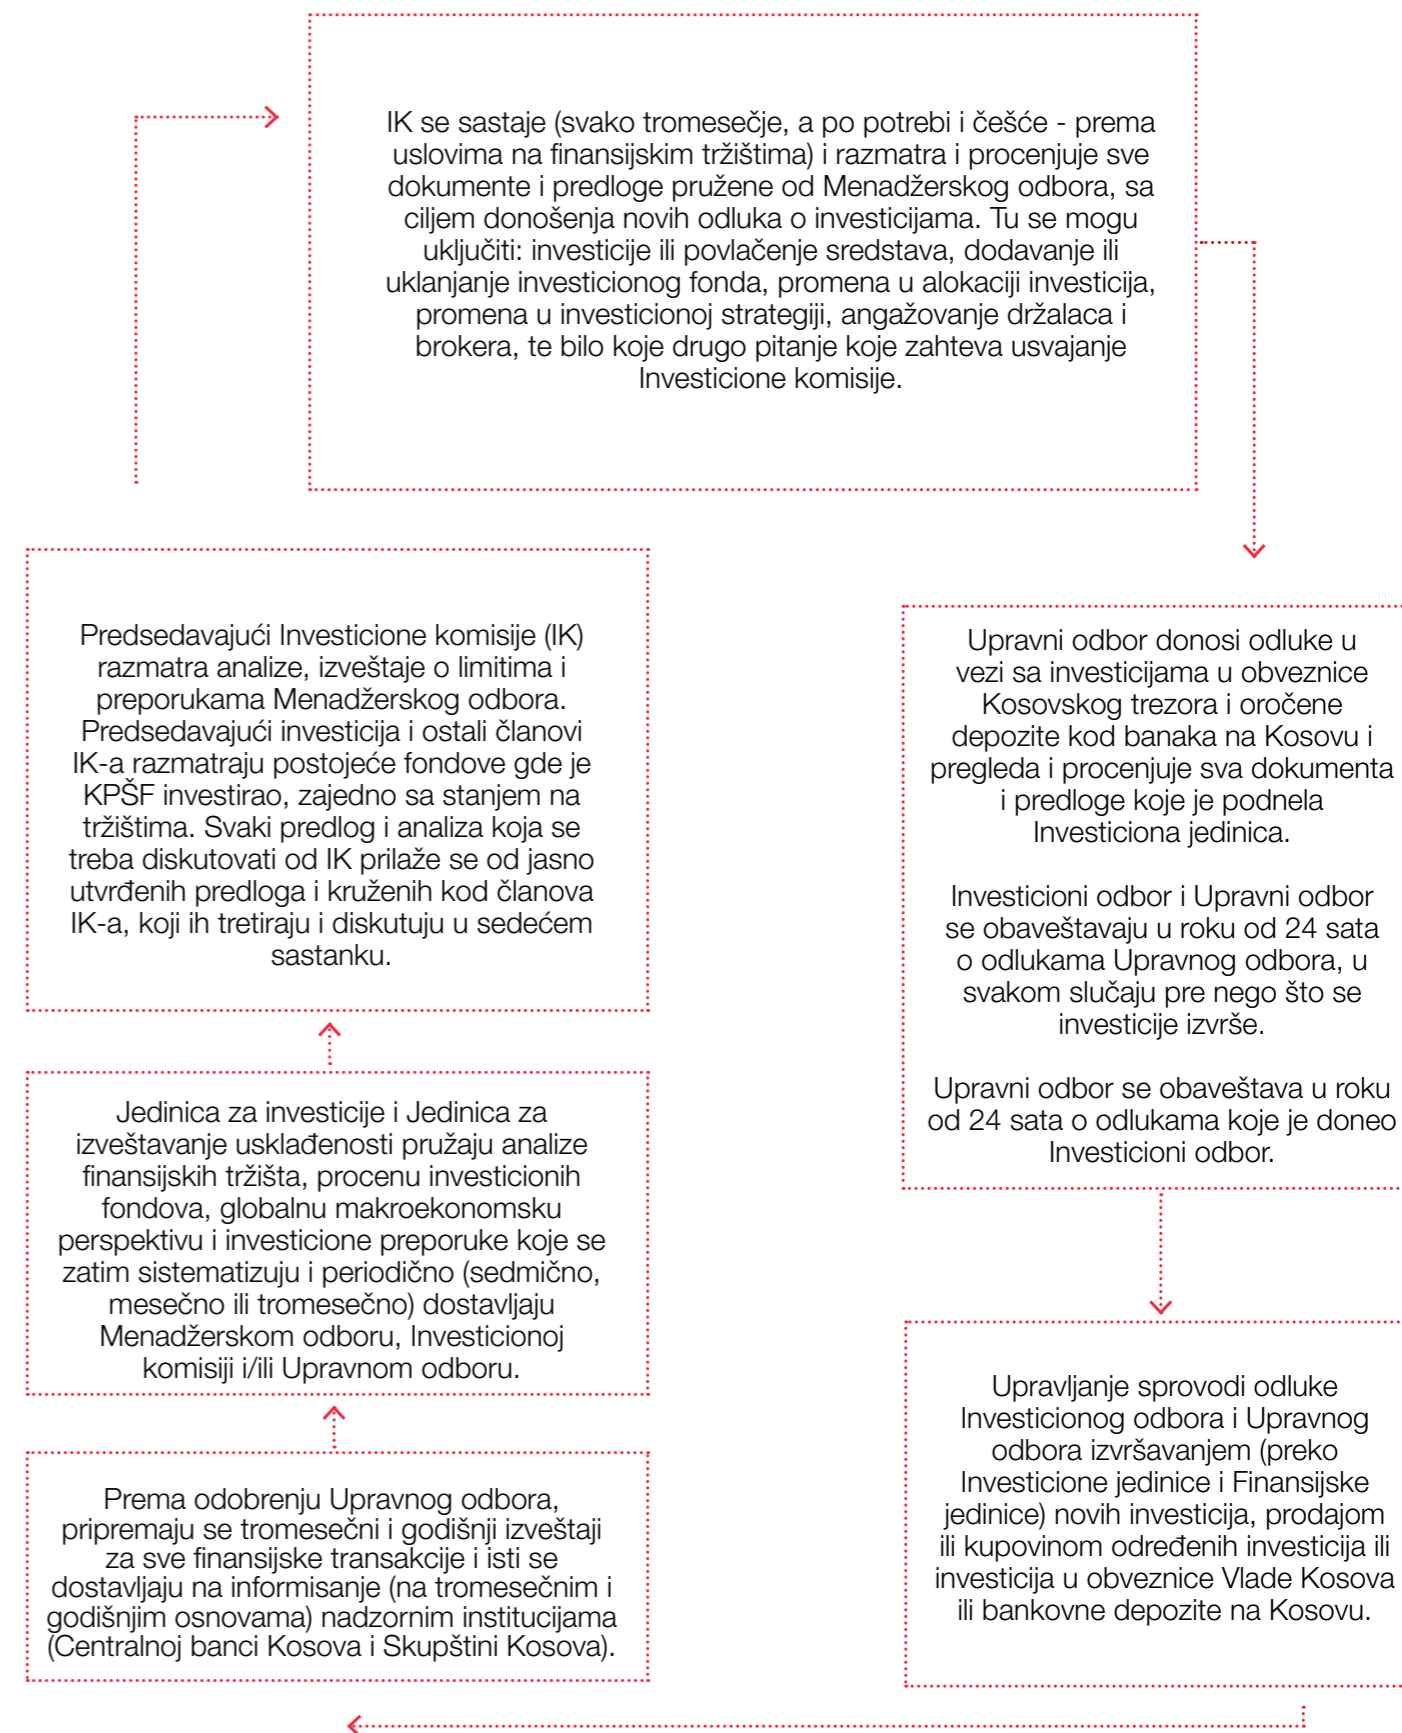 IK se sastaje (svako tromesečje, a po potrebi i češće - prema
uslovima na finansijskim tržištima) i razmatra i procenjuje sve
dokumente i predloge pružene od Menadžerskog odbora, sa
ciljem donošenja novih odluka o investicijama. Tu se mogu
uključiti: investicije ili povlačenje sredstava, dodavanje ili
uklanjanje investicionog fonda, promena u alokaciji investicija,
promena u investicionoj strategiji, angažovanje držalaca i
brokera, te bilo koje drugo pitanje koje zahteva usvajanje
Investicione komisije.
Predsedavajući Investicione komisije (IK)
razmatra analize, izveštaje o limitima i
preporukama Menadžerskog odbora.
Predsedavajući investicija i ostali članovi
IK-a razmatraju postojeće fondove gde je
KPŠF investirao, zajedno sa stanjem na
tržištima. Svaki predlog i analiza koja se
treba diskutovati od IK prilaže se od jasno
utvrđenih predloga i kruženih kod članova
IK-a, koji ih tretiraju i diskutuju u sedećem
sastanku.
Jedinica za investicije i Jedinica za
izveštavanje usklađenosti pružaju analize
finansijskih tržišta, procenu investicionih
fondova, globalnu makroekonomsku
perspektivu i investicione preporuke koje se
zatim sistematizuju i periodično (sedmično,
mesečno ili tromesečno) dostavljaju
Menadžerskom odboru, Investicionoj
komisiji i/ili Upravnom odboru.
Prema odobrenju Upravnog odbora,
pripremaju se tromesečni i godišnji izveštaji
za sve finansijske transakcije i isti se
dostavljaju na informisanje (na tromesečnim i
godišnjim osnovama) nadzornim institucijama
(Centralnoj banci Kosova i Skupštini Kosova).
Upravni odbor donosi odluke u
vezi sa investicijama u obveznice
Kosovskog trezora i oročene
depozite kod banaka na Kosovu i
pregleda i procenjuje sva dokumenta
i predloge koje je podnela
Investiciona jedinica.
Investicioni odbor i Upravni odbor
se obaveštavaju u roku od 24 sata
o odlukama Upravnog odbora, u
svakom slučaju pre nego što se
investicije izvrše.
Upravni odbor se obaveštava u roku
od 24 sata o odlukama koje je doneo
Investicioni odbor.
Upravljanje sprovodi odluke
Investicionog odbora i Upravnog
odbora izvršavanjem (preko
Investicione jedinice i Finansijske
jedinice) novih investicija, prodajom
ili kupovinom određenih investicija ili
investicija u obveznice Vlade Kosova
ili bankovne depozite na Kosovu.